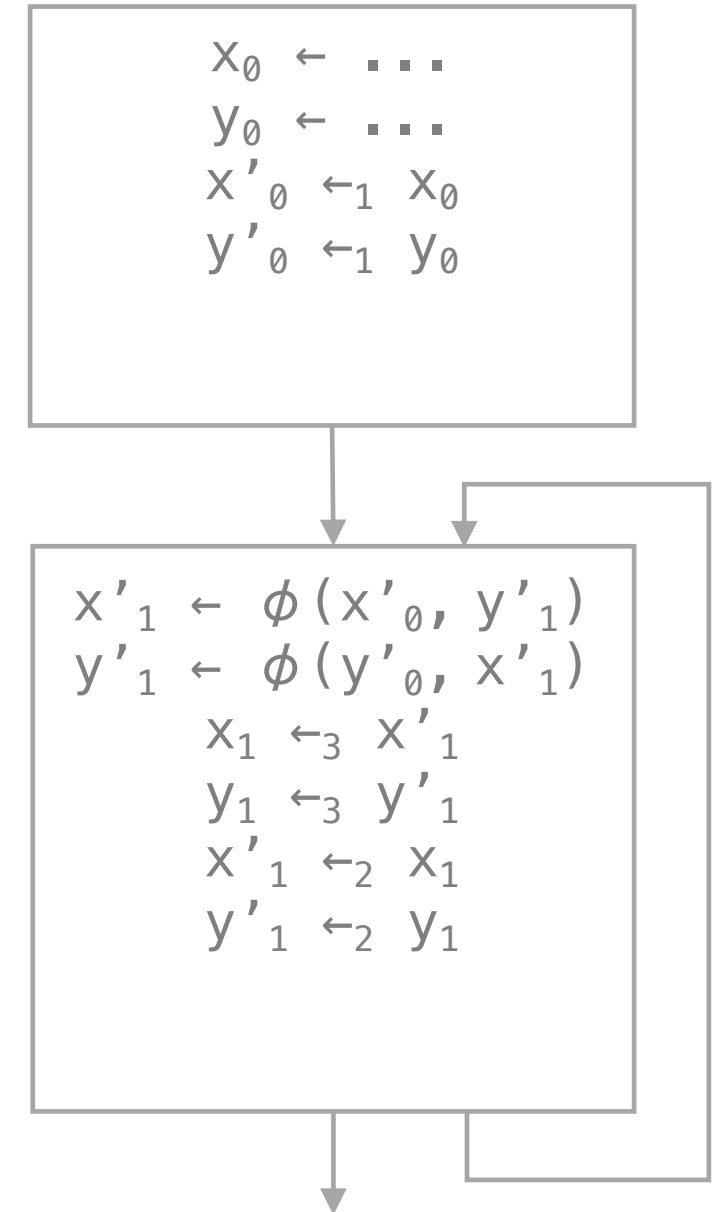 x₀ ← ...
y₀ ← ...
x’₀ ←₁ x₀
y’₀ ←₁ y₀
x’₁ ← ϕ(x’₀, y’₁)
y’₁ ← ϕ(y’₀, x’₁)
x₁ ←₃ x’₁
y₁ ←₃ y’₁
x’₁ ←₂ x₁
y’₁ ←₂ y₁